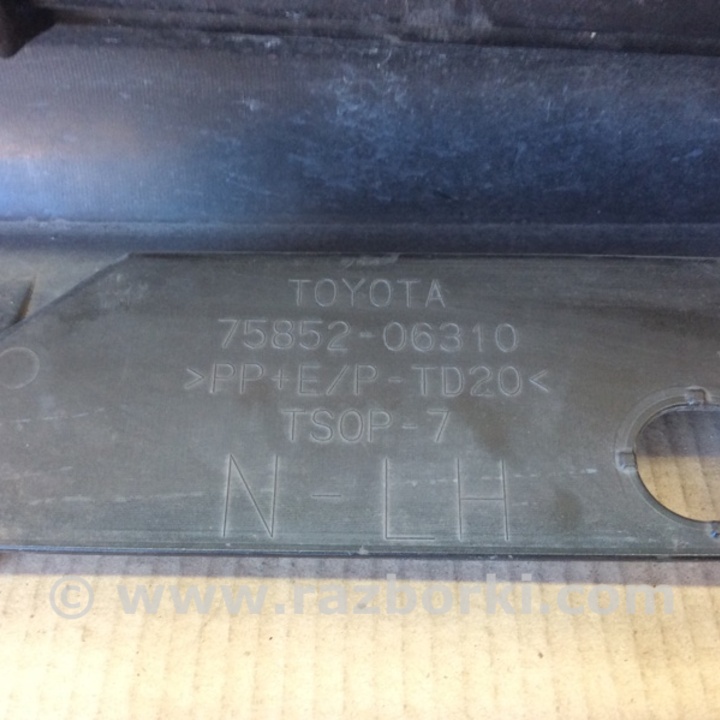 TOYOTA
75852-06310
>PP+E/P-TD20<
TSOP-7
N-LH
© www.razborki.com